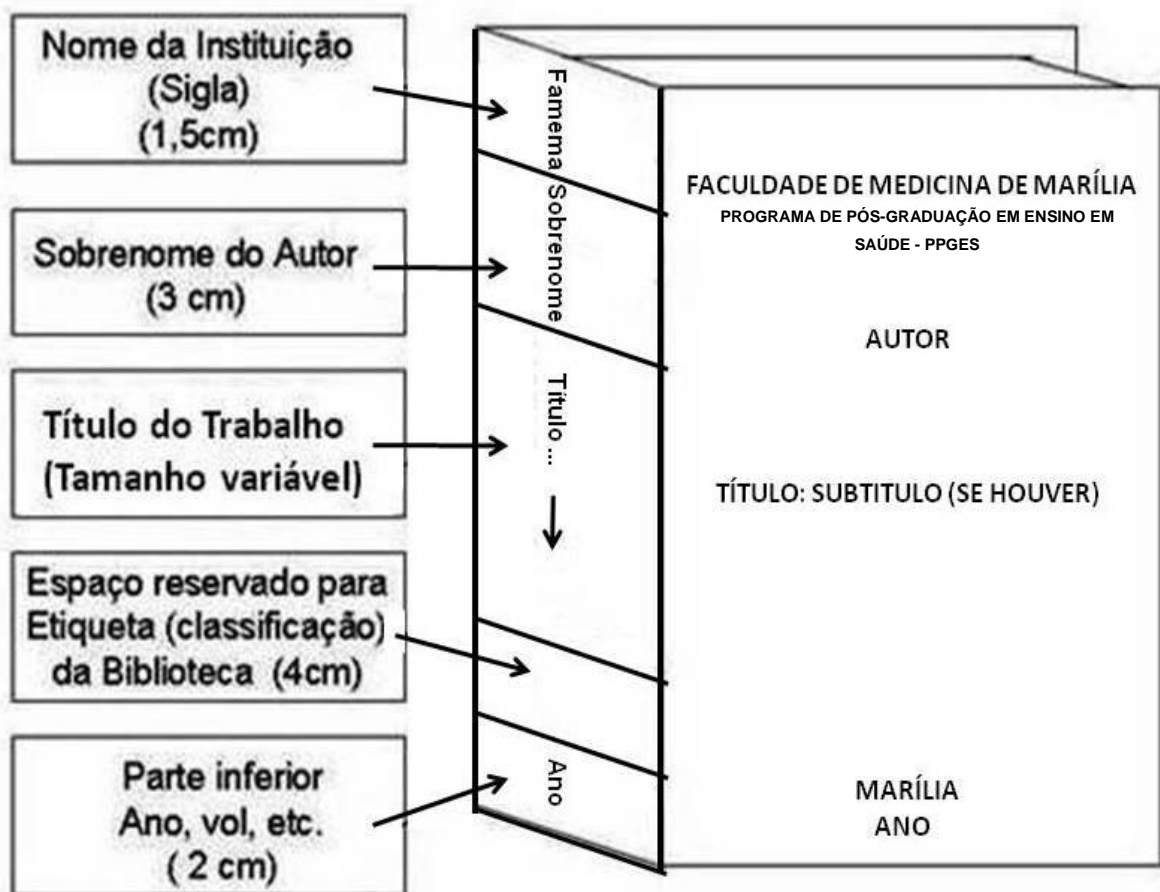 Nome da Instituição
(Sigla)
(1,5cm)
Sobrenome do Autor
(3 cm)
Título do Trabalho
(Tamanho variável)
Espaço reservado para
Etiqueta (classificação)
da Biblioteca (4cm)
Parte inferior
Ano, vol, etc.
( 2 cm)
Famema Sobrenome Título ...
Ano
FACULDADE DE MEDICINA DE MARÍLIA
PROGRAMA DE PÓS-GRADUAÇÃO EM ENSINO EM
SAÚDE - PPGES
AUTOR
TÍTULO: SUBTITULO (SE HOUVER)
MARÍLIA
ANO